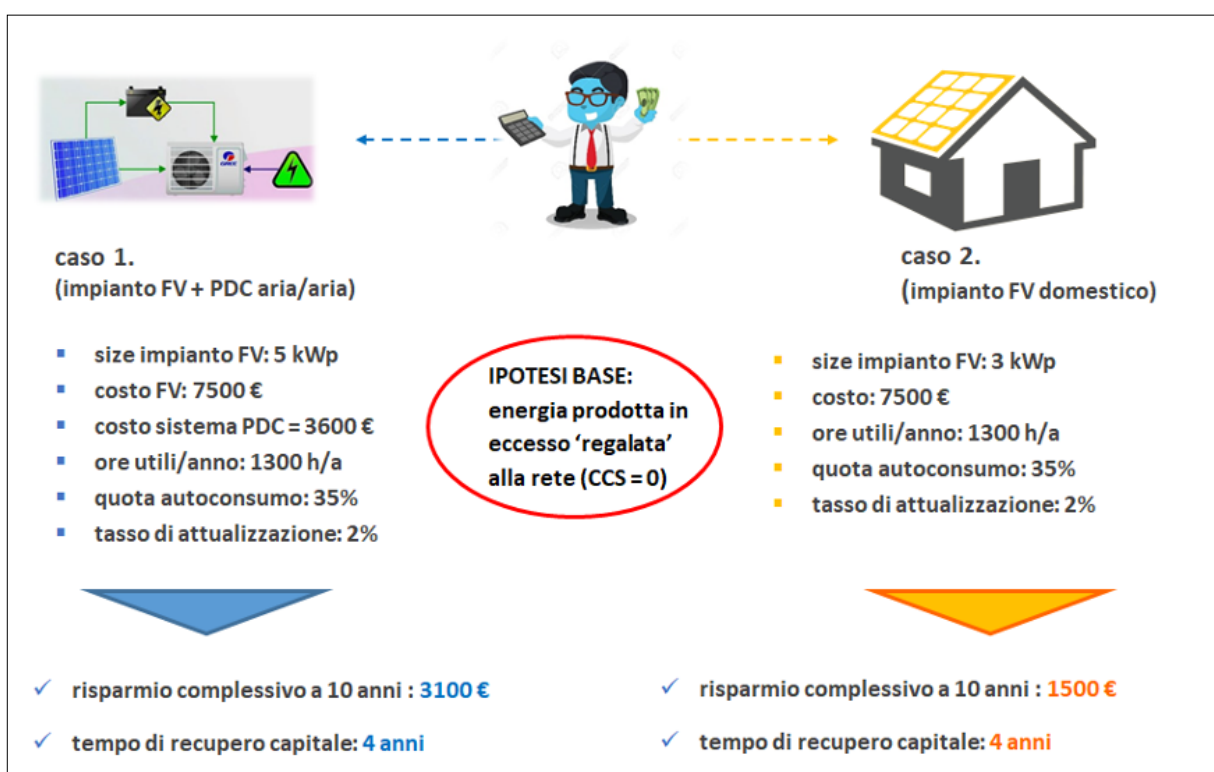 GREE
caso 1.
(impianto FV + PDC aria/aria)
size impianto FV: 5 kWp
costo FV: 7500 €
costo sistema PDC = 3600 €
ore utili/anno: 1300 h/a
quota autoconsumo: 35%
tasso di attualizzazione: 2%
IPOTESI BASE:
energia prodotta in
eccesso ‘regalata’
alla rete (CCS = 0)
caso 2.
(impianto FV domestico)
size impianto FV: 3 kWp
costo: 7500 €
ore utili/anno: 1300 h/a
quota autoconsumo: 35%
tasso di attualizzazione: 2%
risparmio complessivo a 10 anni : 3100 €
tempo di recupero capitale: 4 anni
risparmio complessivo a 10 anni : 1500 €
tempo di recupero capitale: 4 anni